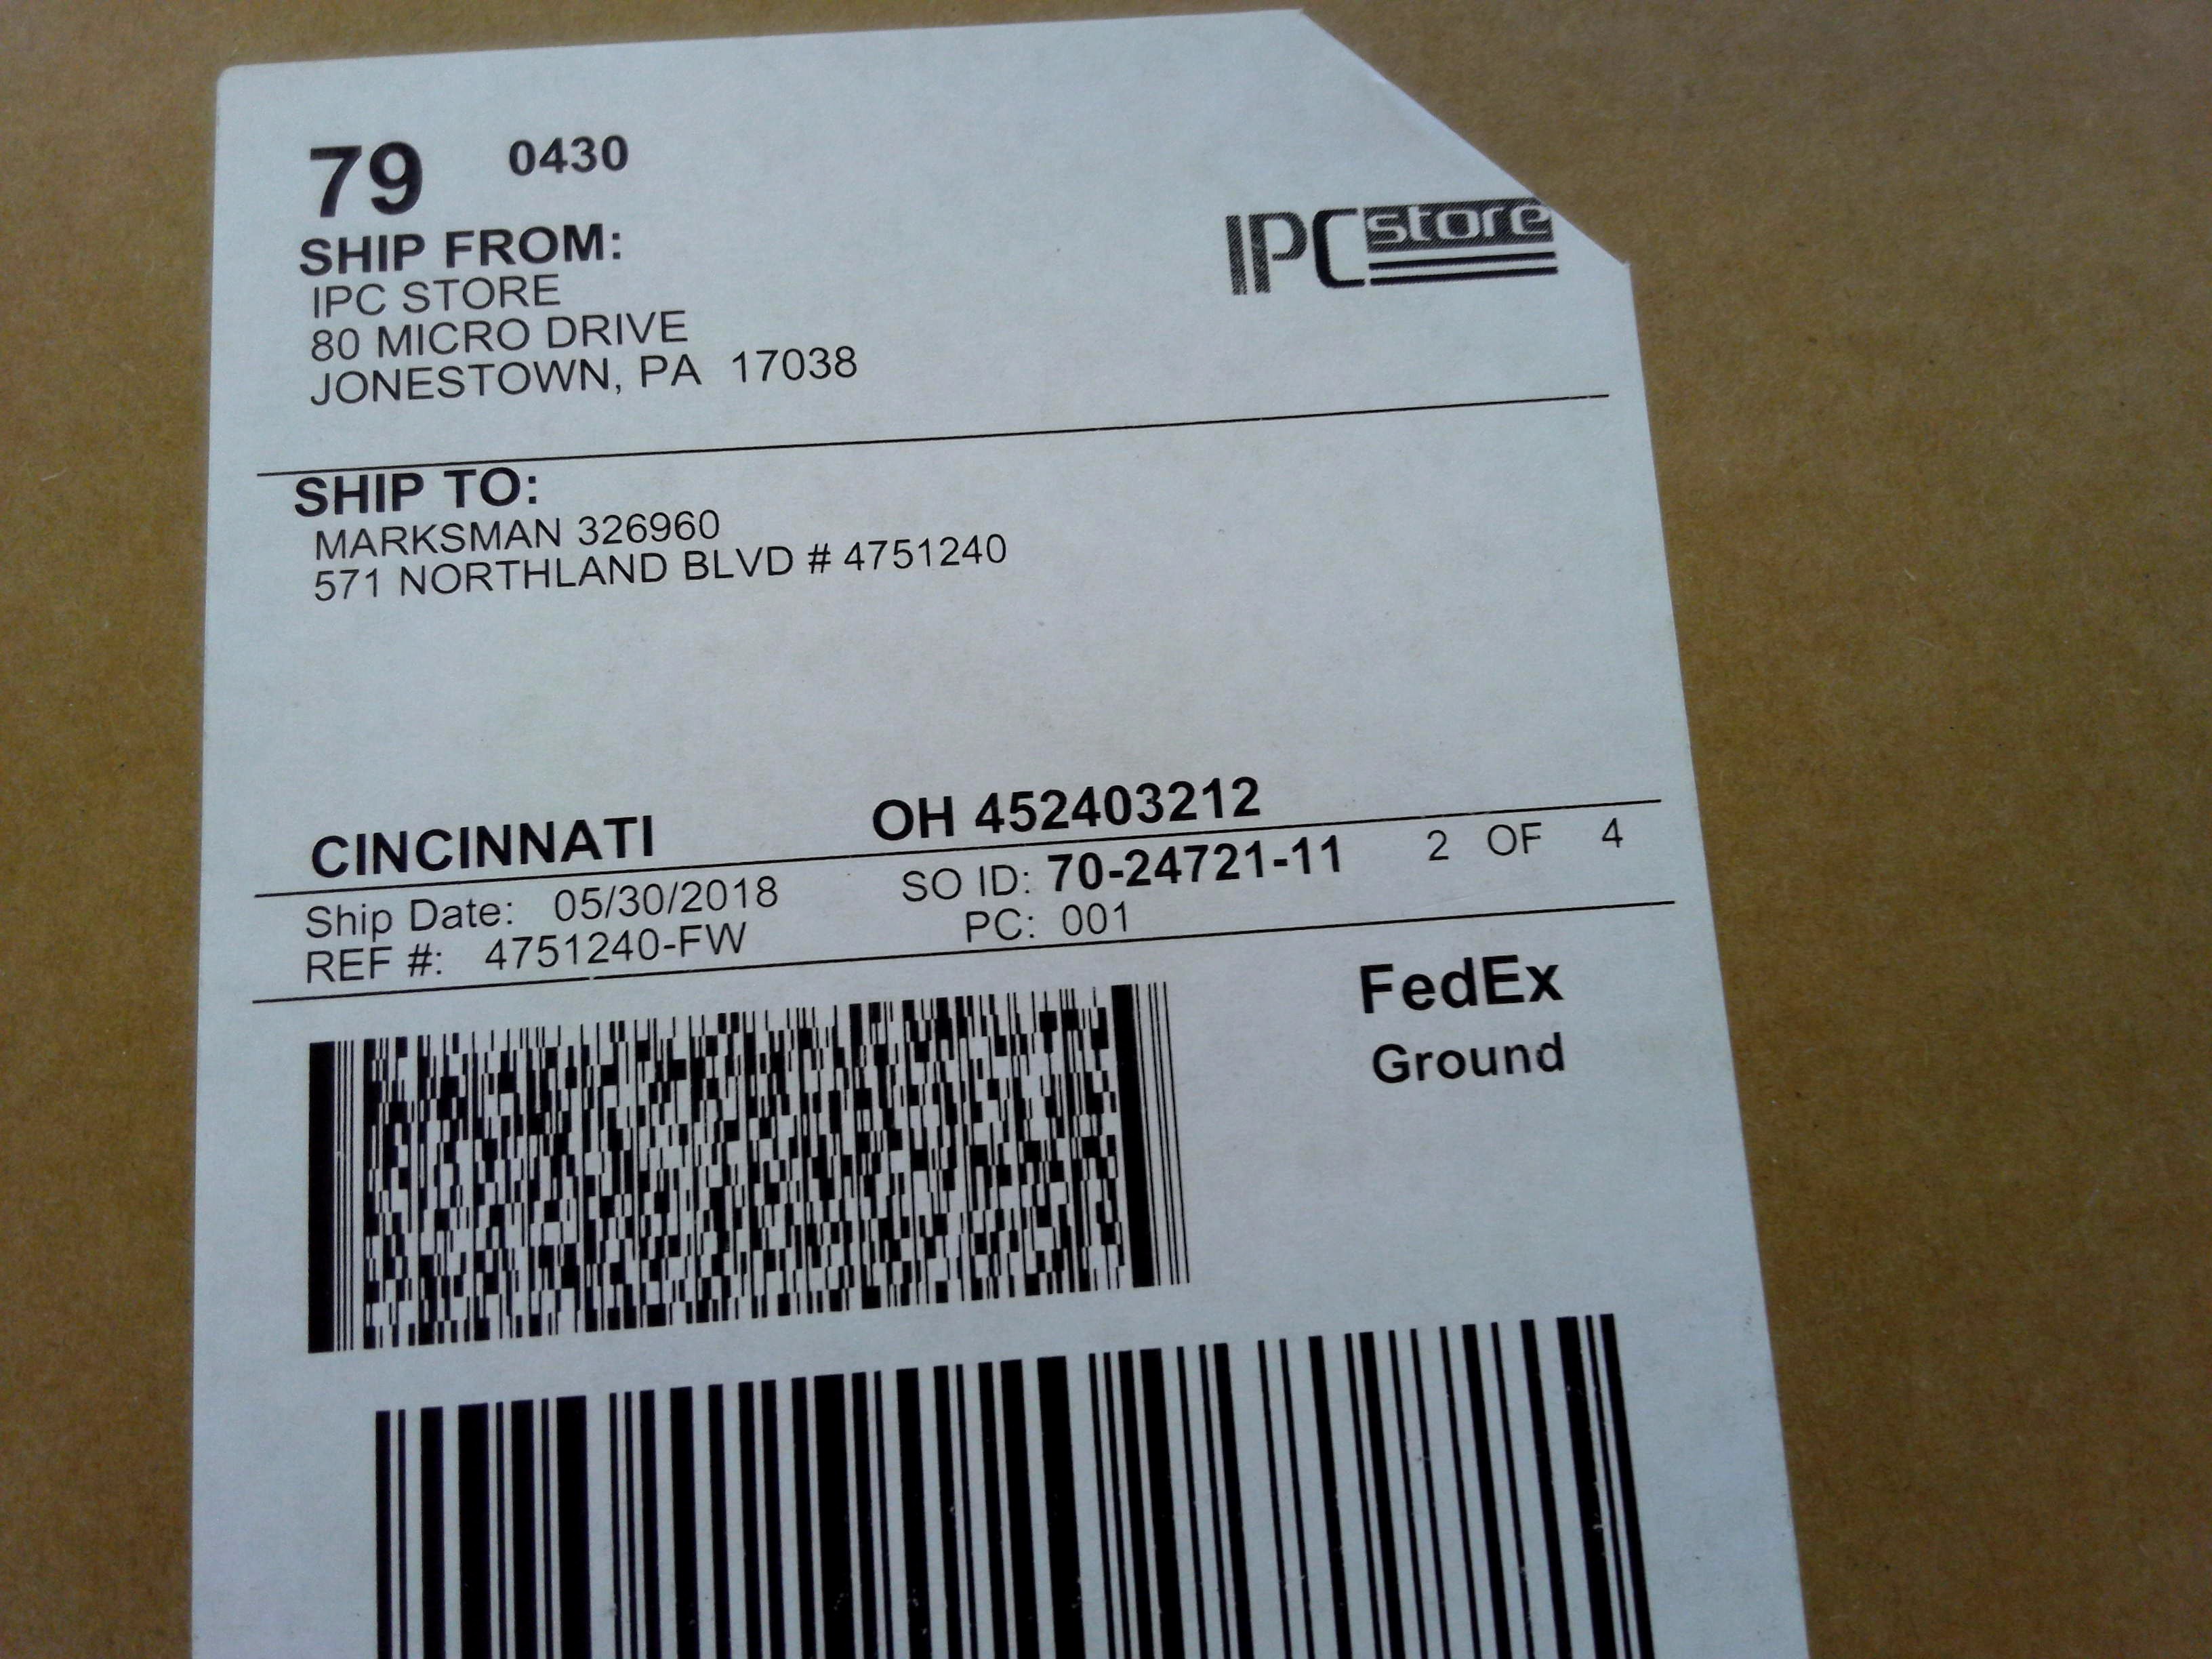 79 0430
IPC store
SHIP FROM:
IPC STORE
80 MICRO DRIVE
JONESTOWN, PA 17038
SHIP TO:
MARKSMAN 326960
571 NORTHLAND BLVD # 4751240
CINCINNATI OH 452403212
Ship Date: 05/30/2018 SO ID: 70-24721-11 2 OF 4
REF #: 4751240-FW PC: 001
FedEx
Ground